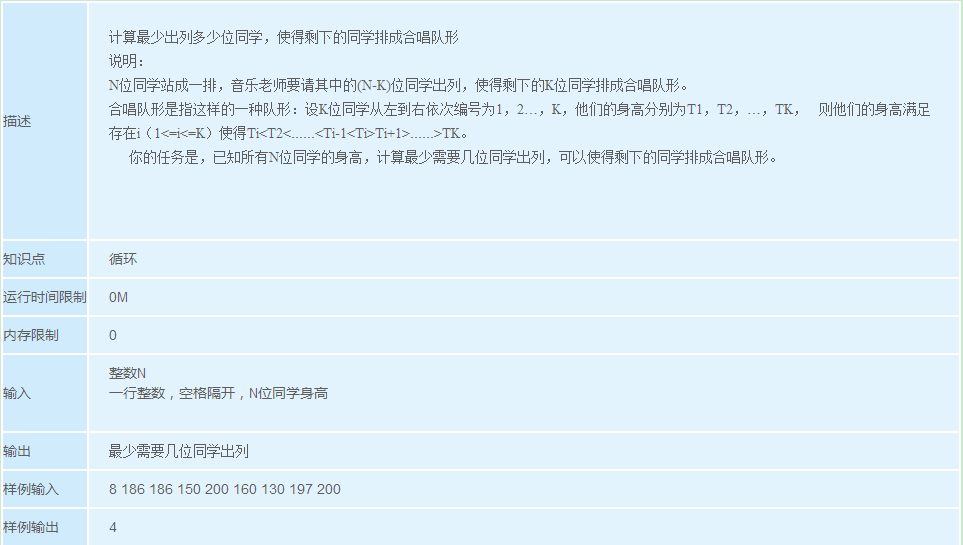 描述
计算最少出列多少位同学，使得剩下的同学排成合唱队形
说明：
N位同学站成一排，音乐老师要请其中的(N-K)位同学出列，使得剩下的K位同学排成合唱队形。
合唱队形是指这样的一种队形：设K位同学从左到右依次编号为1，2…，K，他们的身高分别为T1，T2，…，TK， 则他们的身高满足
存在i（1<=i<=K）使得Ti<T2<......<Ti-1<Ti>Ti+1>......>TK。
你的任务是，已知所有N位同学的身高，计算最少需要几位同学出列，可以使得剩下的同学排成合唱队形。
知识点 循环
运行时间限制 0M
内存限制 0
输入
整数N
一行整数，空格隔开，N位同学身高
输出 最少需要几位同学出列
样例输入 8 186 186 150 200 160 130 197 200
样例输出 4